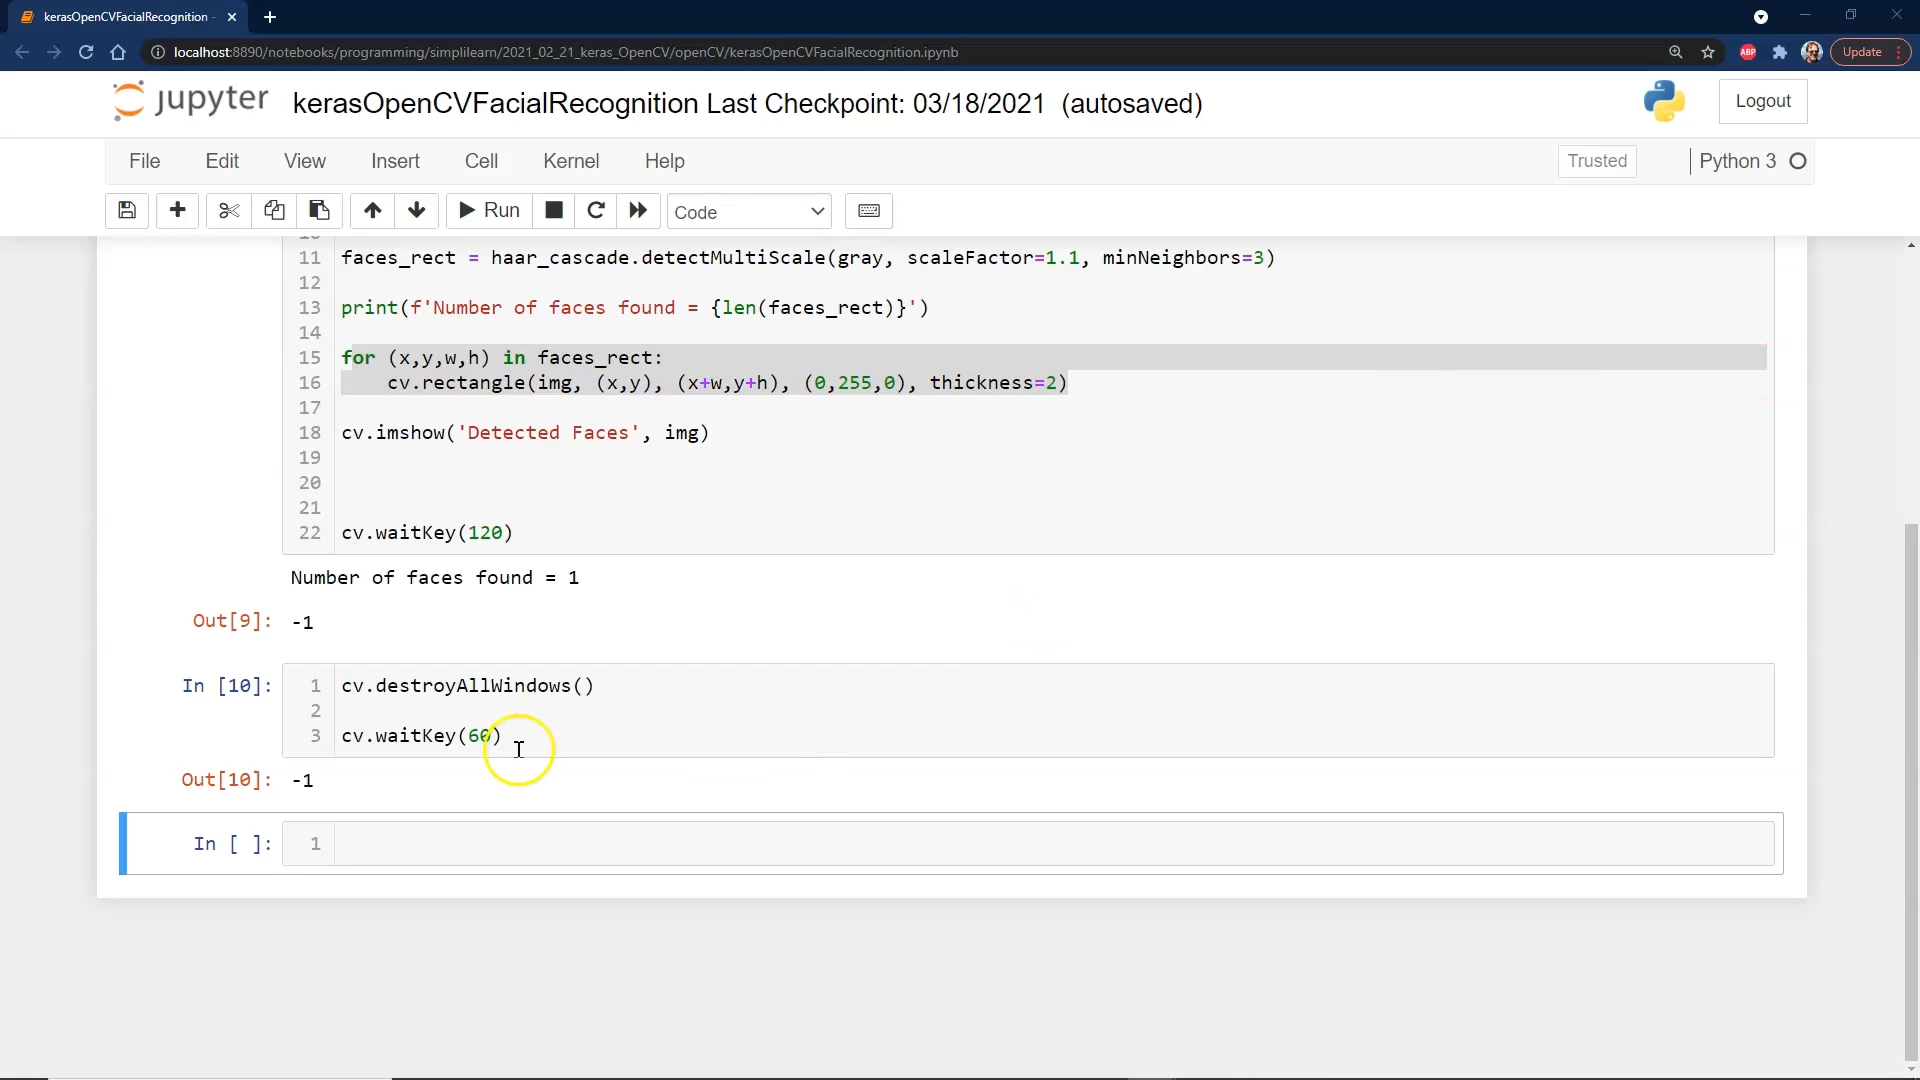 kerasOpenCVFacialRecognition -
localhost:8890/notebooks/programming/simplilearn/2021_02_21_keras_OpenCV/openCV/kerasOpenCVFacialRecognition.ipynb
ABP
Update
jupyter kerasOpenCVFacialRecognition Last Checkpoint: 03/18/2021 (autosaved)
Logout
File Edit View Insert Cell Kernel Help
Trusted
Python 3
Run
Code
11 faces_rect = haar_cascade.detectMultiScale(gray, scaleFactor=1.1, minNeighbors=3)
12
13 print(f'Number of faces found = {len(faces_rect)}')
14
15 for (x,y,w,h) in faces_rect:
16     cv.rectangle(img, (x,y), (x+w,y+h), (0,255,0), thickness=2)
17
18 cv.imshow('Detected Faces', img)
19
20
21
22 cv.waitKey(120)
Number of faces found = 1
Out[9]: -1
In [10]: 1 cv.destroyAllWindows()
2
3 cv.waitKey(60)
Out[10]: -1
In [ ]: 1